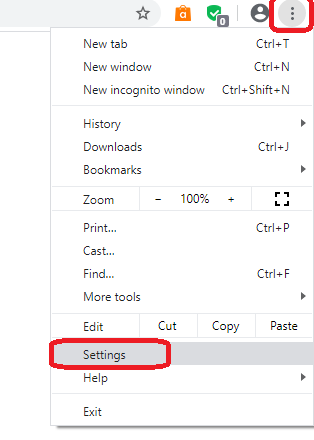 a
0
New tab Ctrl+T
New window Ctrl+N
New incognito window Ctrl+Shift+N
History
Downloads Ctrl+J
Bookmarks
Zoom − 100% +
Print... Ctrl+P
Cast...
Find... Ctrl+F
More tools
Edit Cut Copy Paste
Settings
Help
Exit